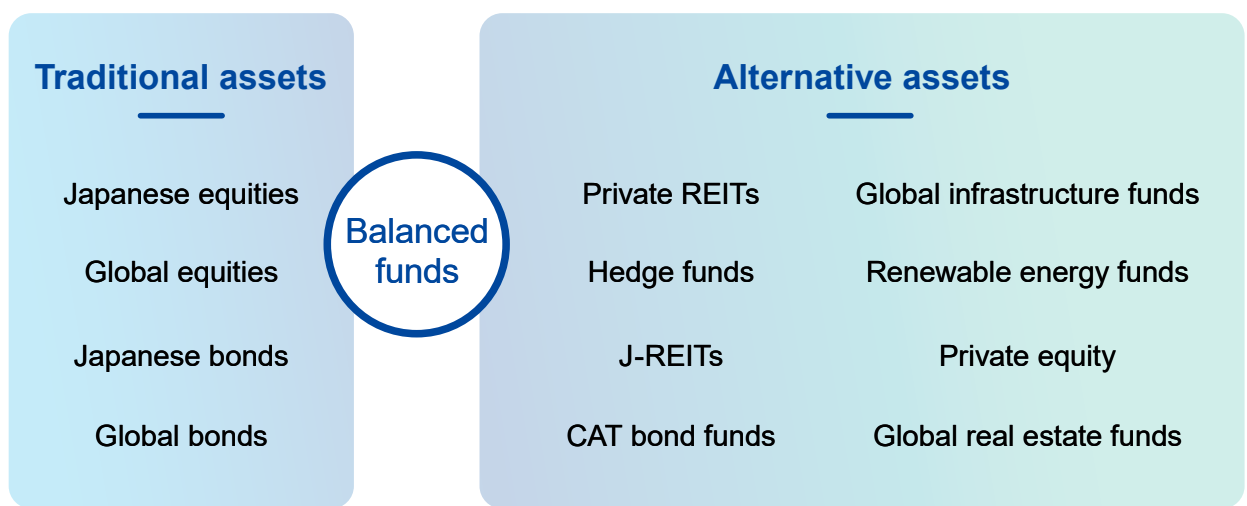 Traditional assets
Japanese equities
Global equities
Japanese bonds
Global bonds
Balanced
funds
Alternative assets
Private REITs
Hedge funds
J-REITs
CAT bond funds
Global infrastructure funds
Renewable energy funds
Private equity
Global real estate funds